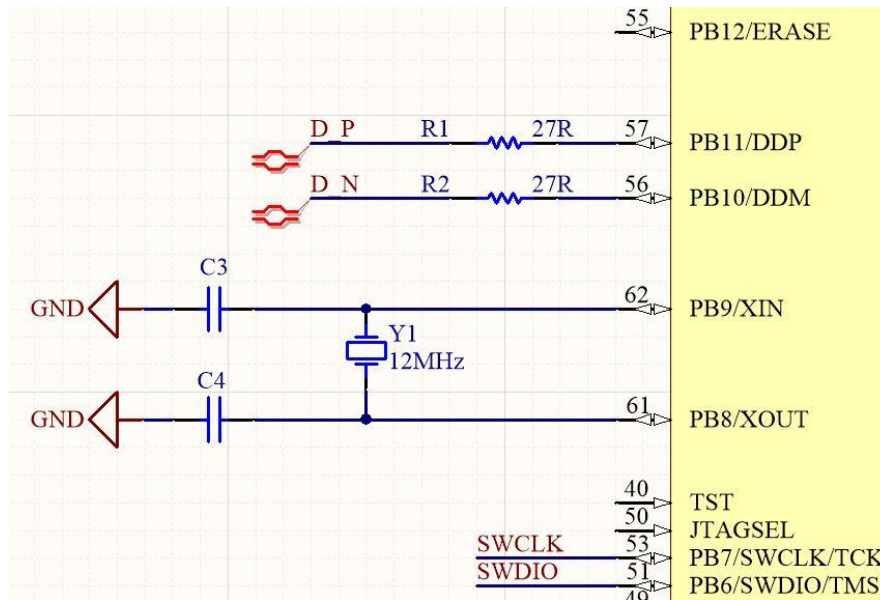 55 PB12/ERASE
D_P R1 27R 57 PB11/DDP
D_N R2 27R 56 PB10/DDM
C3
GND 62 PB9/XIN
Y1
12MHz
C4
GND 61 PB8/XOUT
40 TST
50 JTAGSEL
SWCLK 53 PB7/SWCLK/TCK
SWDIO 51 PB6/SWDIO/TMS
49